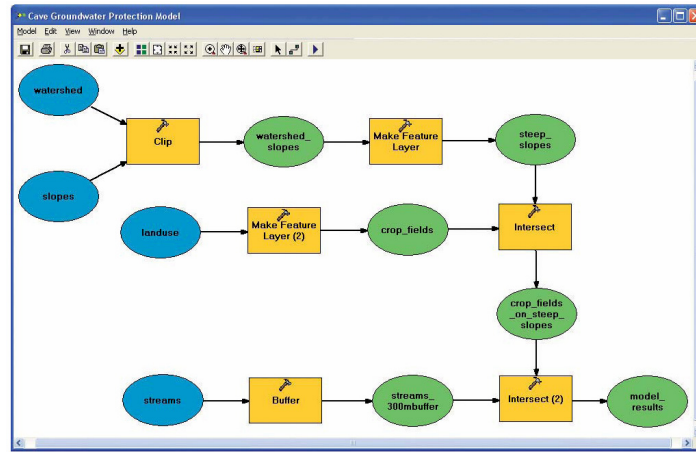 Cave Groundwater Protection Model
Model Edit View Window Help
watershed
Clip
watershed_
slopes
Make Feature
Layer
steep_
slopes
slopes
landuse
Make Feature
Layer (2)
crop_fields
Intersect
crop_fields
_on_steep_
slopes
streams
Buffer
streams_
300mbuffer
Intersect (2)
model_
results